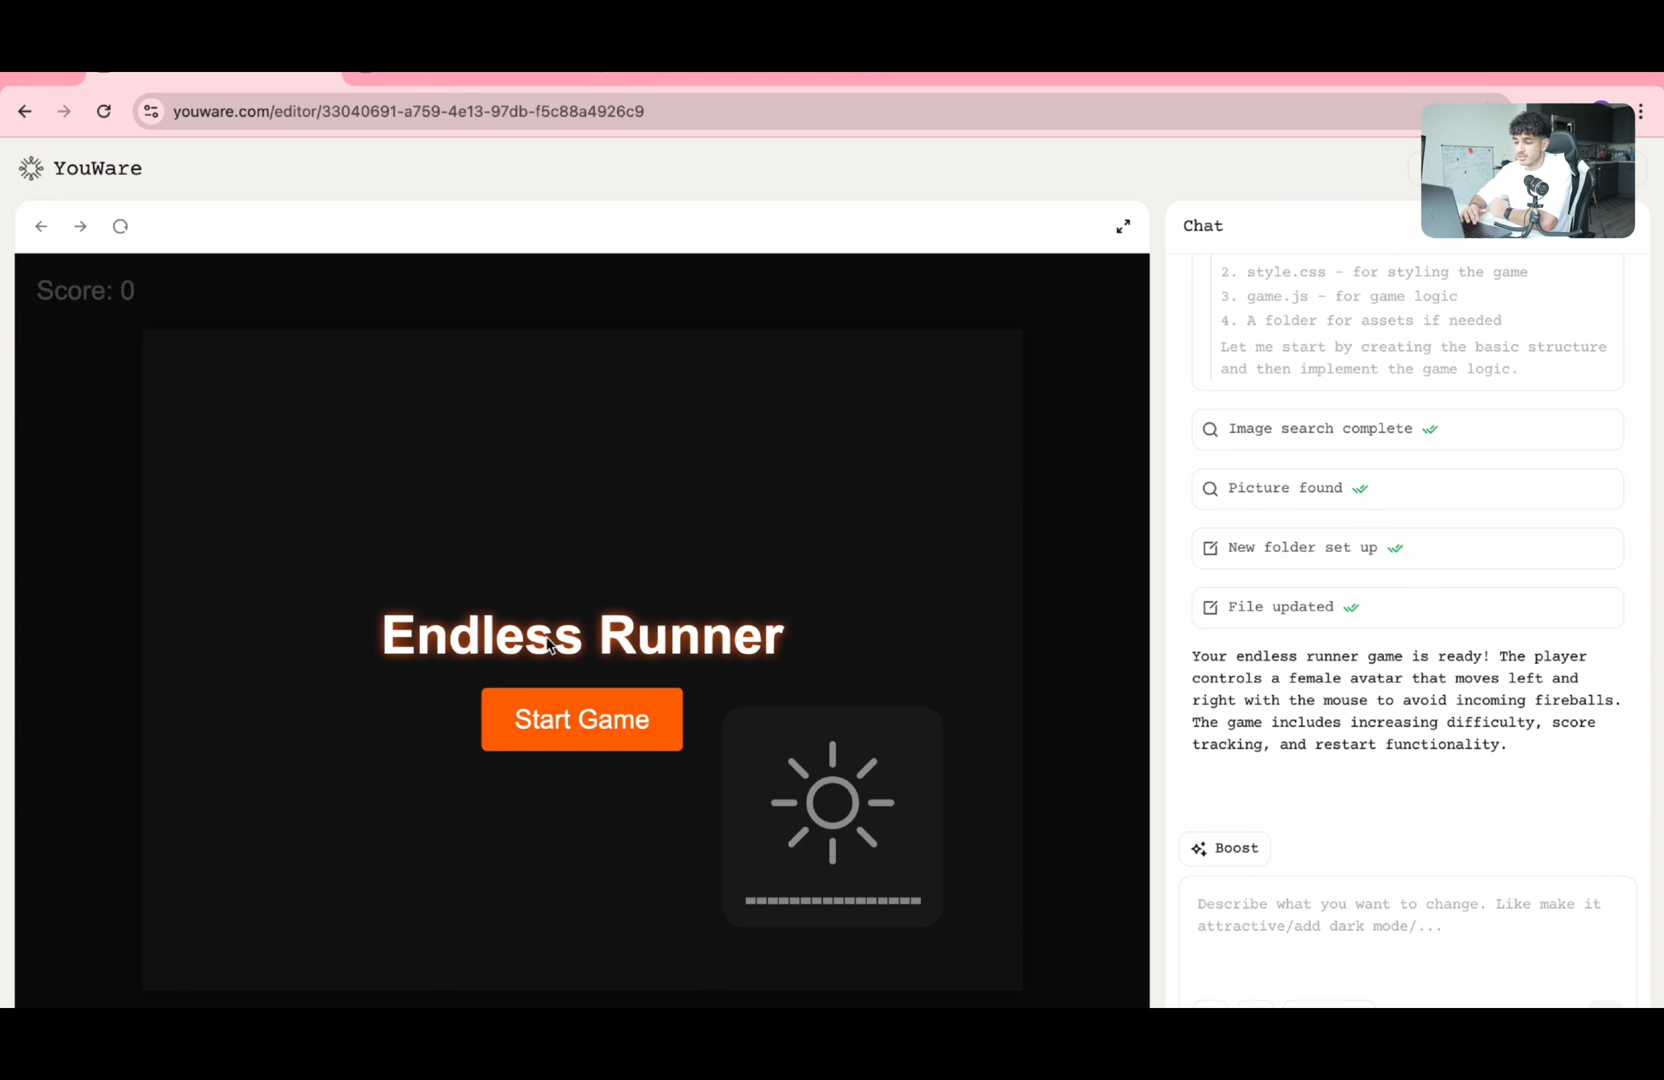 youware.com/editor/33040691-a759-4e13-97db-f5c88a4926c9
YouWare
Chat
Score: 0
2. style.css - for styling the game
3. game.js - for game logic
4. A folder for assets if needed
Let me start by creating the basic structure
and then implement the game logic.
Image search complete
Picture found
New folder set up
File updated
Endless Runner
Start Game
Your endless runner game is ready! The player
controls a female avatar that moves left and
right with the mouse to avoid incoming fireballs.
The game includes increasing difficulty, score
tracking, and restart functionality.
Boost
Describe what you want to change. Like make it
attractive/add dark mode/...